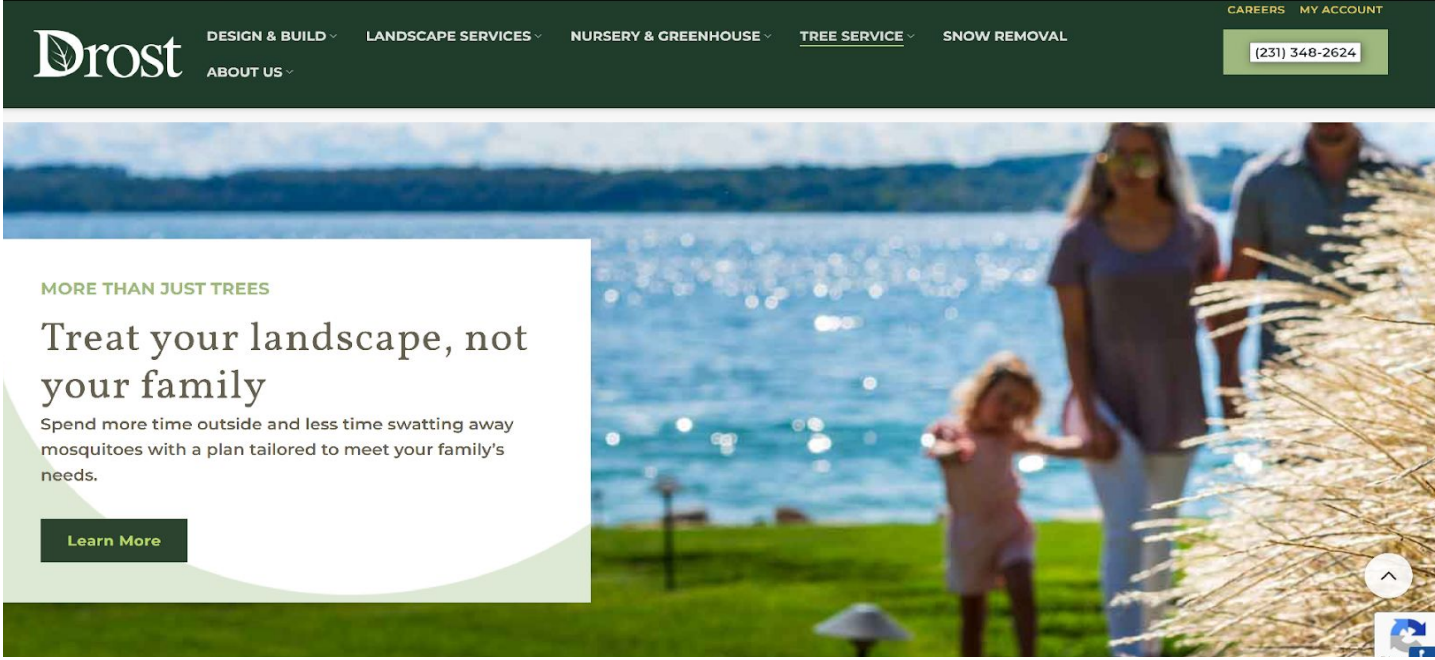 CAREERS MY ACCOUNT
Drost
DESIGN & BUILD LANDSCAPE SERVICES NURSERY & GREENHOUSE TREE SERVICE SNOW REMOVAL
(231) 348-2624
ABOUT US
MORE THAN JUST TREES
Treat your landscape, not
your family
Spend more time outside and less time swatting away
mosquitoes with a plan tailored to meet your family’s
needs.
Learn More